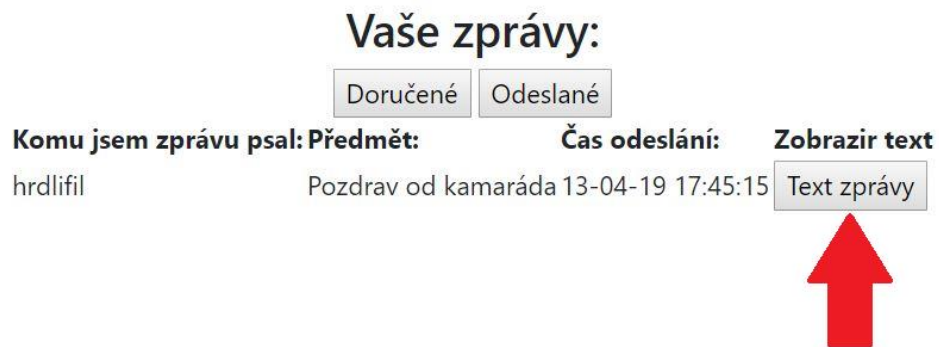 Vaše zprávy:
Doručené Odeslané
Komu jsem zprávu psal: Předmět: Čas odeslání: Zobrazir text
hrdlifil Pozdrav od kamaráda 13-04-19 17:45:15 Text zprávy